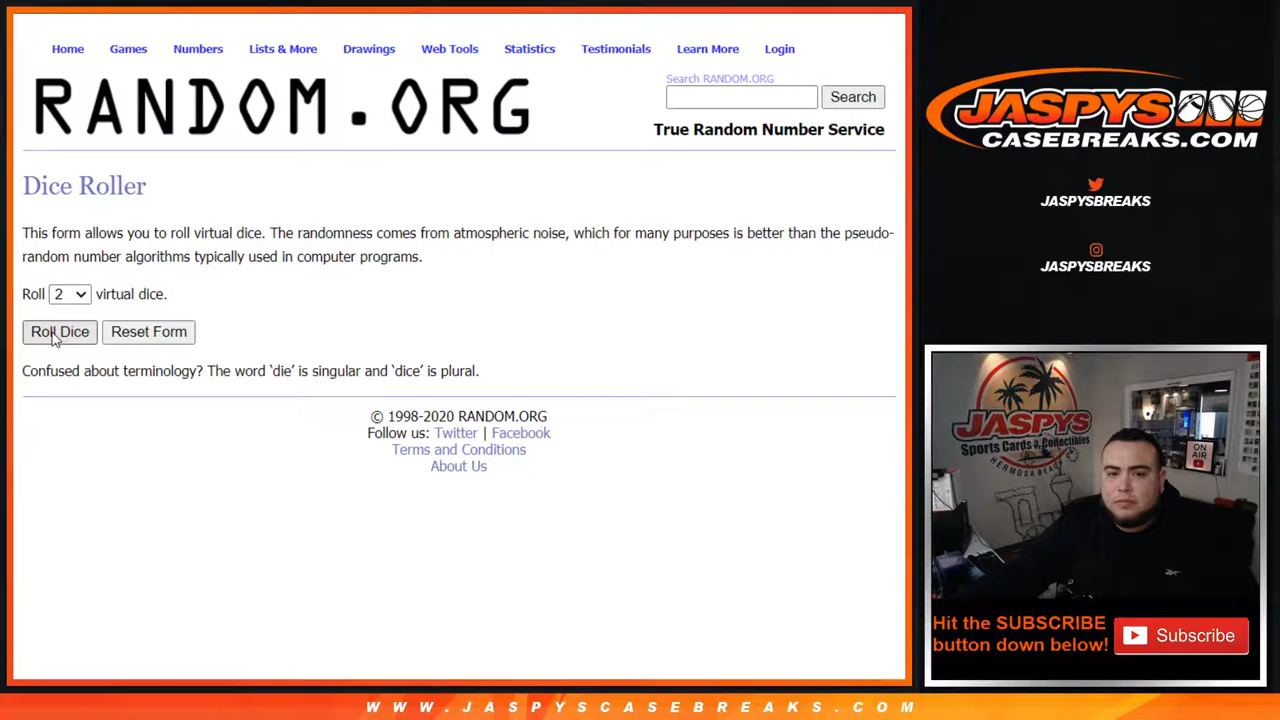 Home Games Numbers Lists & More Drawings Web Tools Statistics Testimonials Learn More Login
RANDOM.ORG
Search RANDOM.ORG
Search
True Random Number Service
Dice Roller
This form allows you to roll virtual dice. The randomness comes from atmospheric noise, which for many purposes is better than the pseudo-
random number algorithms typically used in computer programs.
Roll 2 virtual dice.
Roll Dice Reset Form
Confused about terminology? The word ‘die’ is singular and ‘dice’ is plural.
© 1998-2020 RANDOM.ORG
Follow us: Twitter | Facebook
Terms and Conditions
About Us
JASPYS
CASEBREAKS.COM
JASPYSBREAKS
JASPYSBREAKS
JASPYS
Sports Cards & Collectibles
HERMOSA BEACH CA
ON AIR
Hit the SUBSCRIBE
button down below!
Subscribe
WWW.JASPYSCASEBREAKS.COM